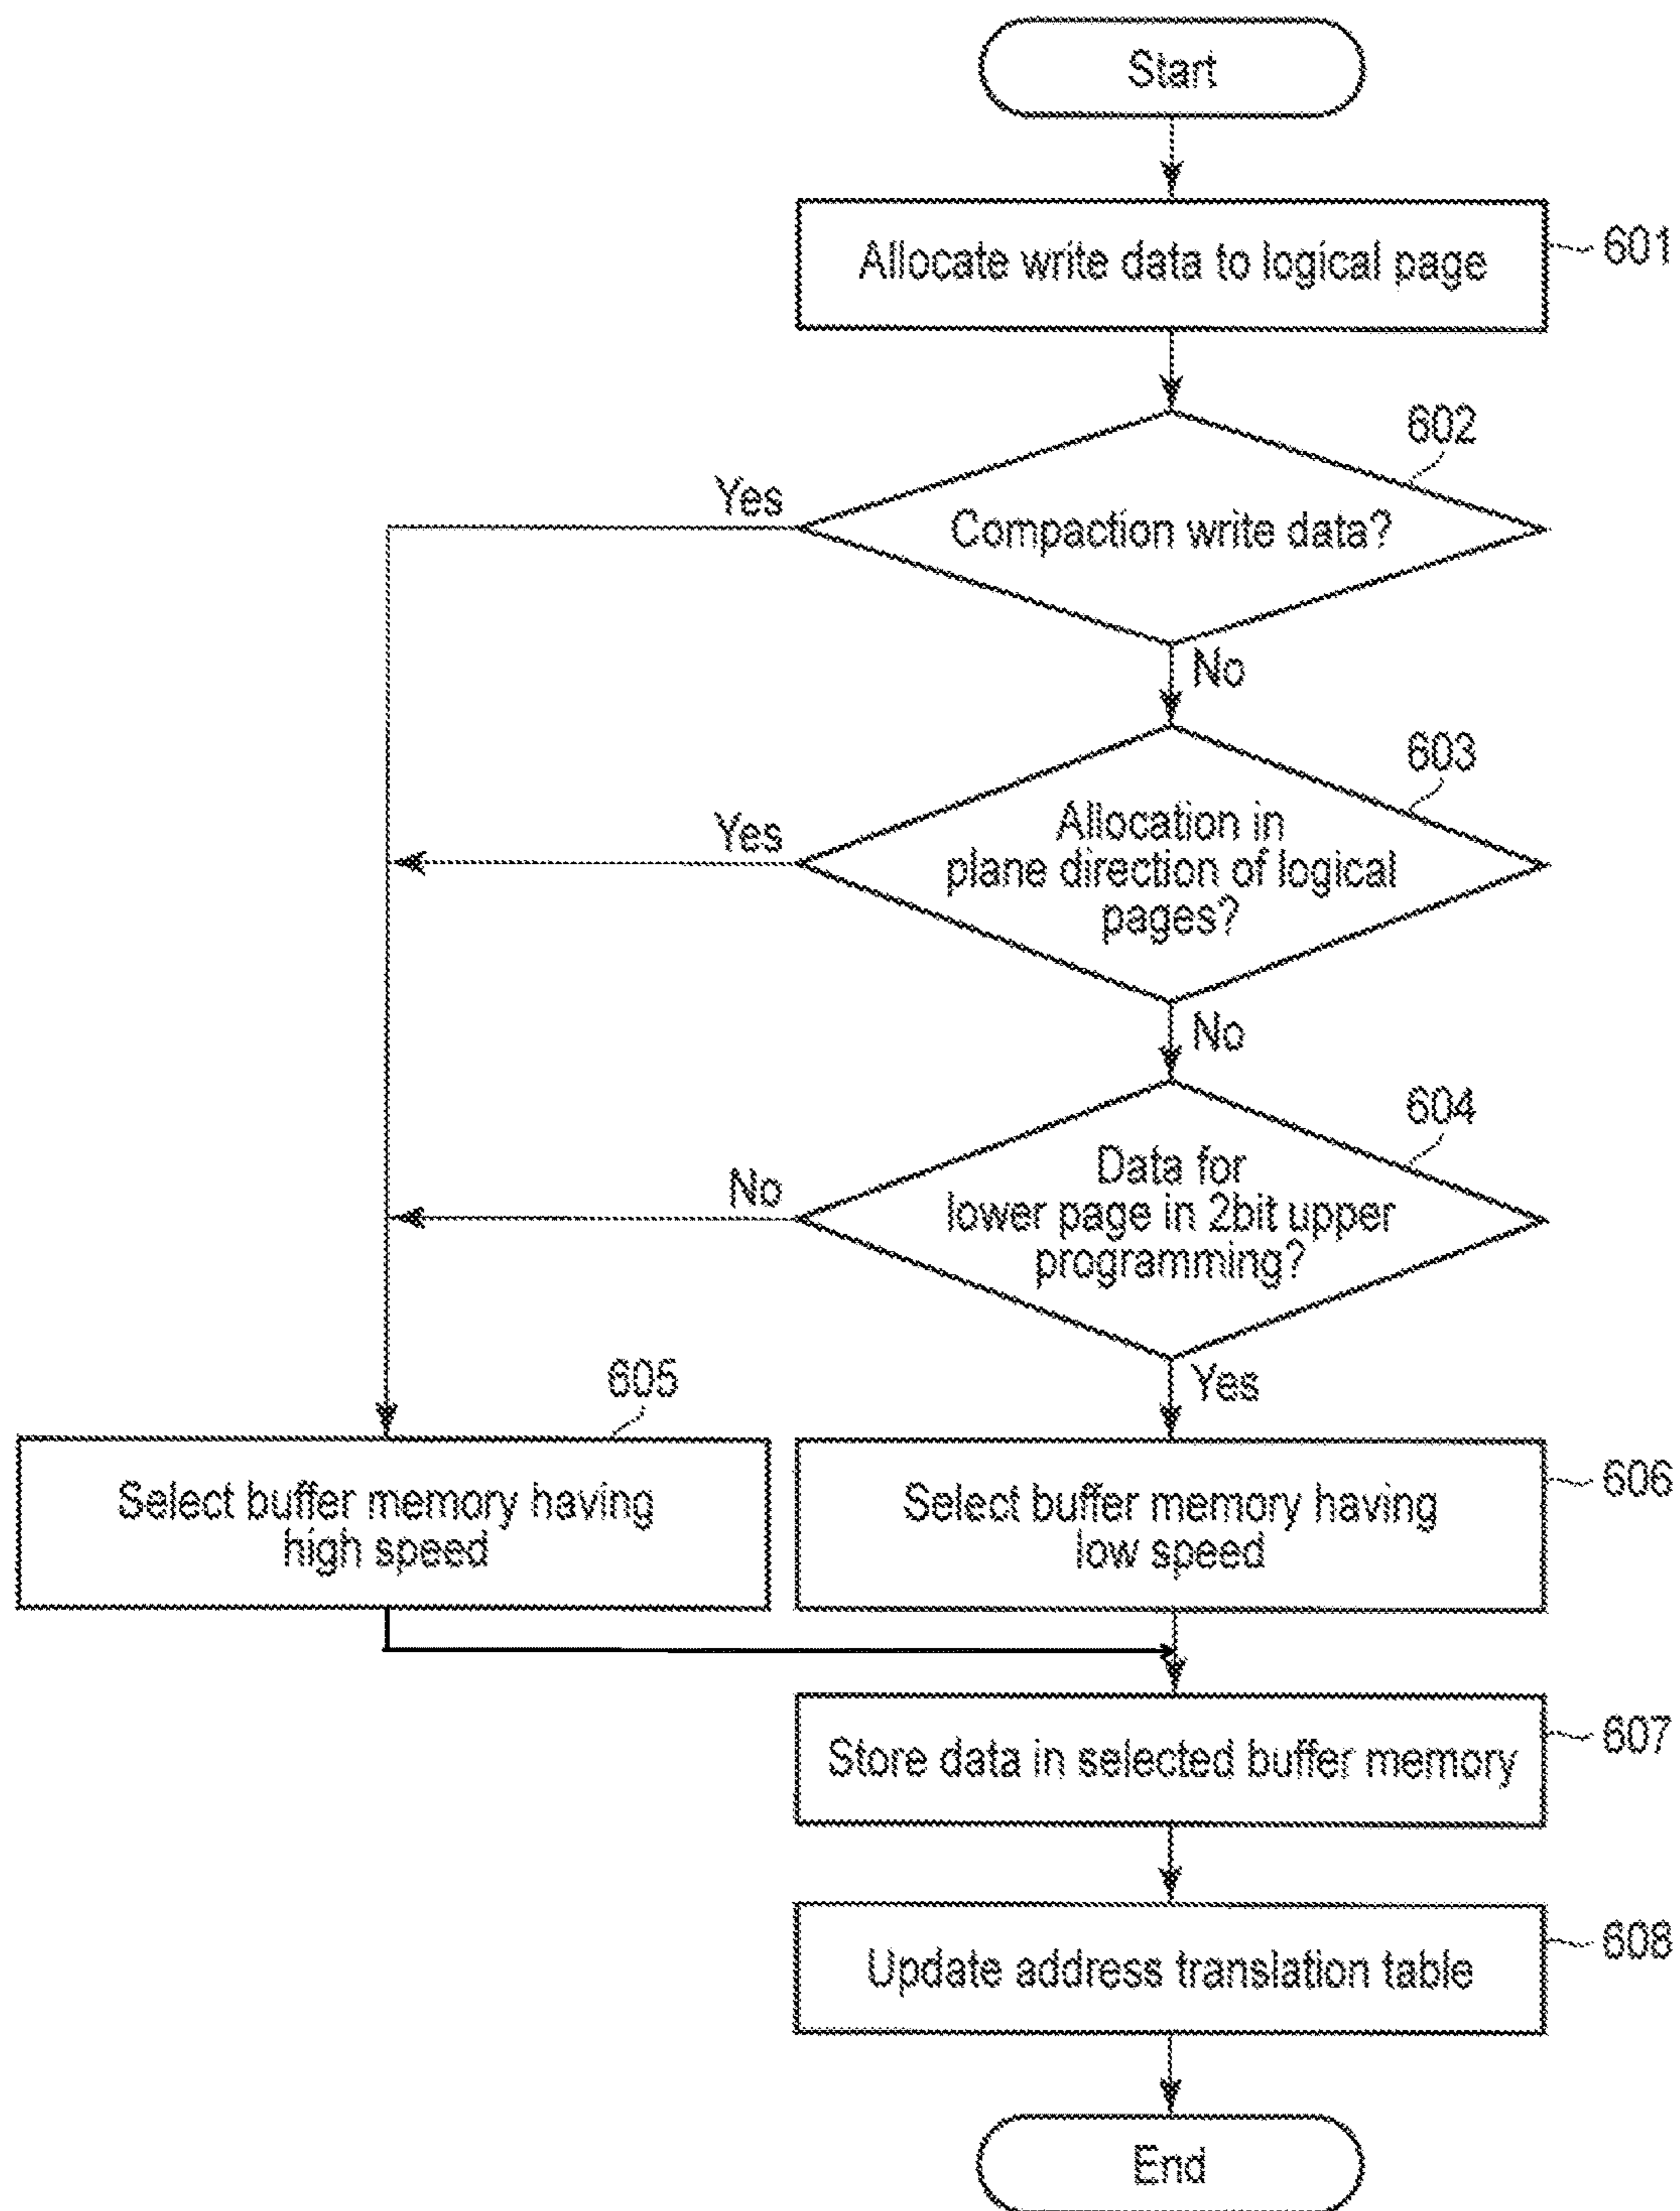 Start
Allocate write data to logical page
601
602
Yes
Compaction write data?
No
603
Yes
Allocation in
plane direction of logical
pages?
No
604
No
Data for
lower page in 2bit upper
programming?
Yes
605
Select buffer memory having
high speed
Select buffer memory having
low speed
606
Store data in selected buffer memory
607
Update address translation table
608
End